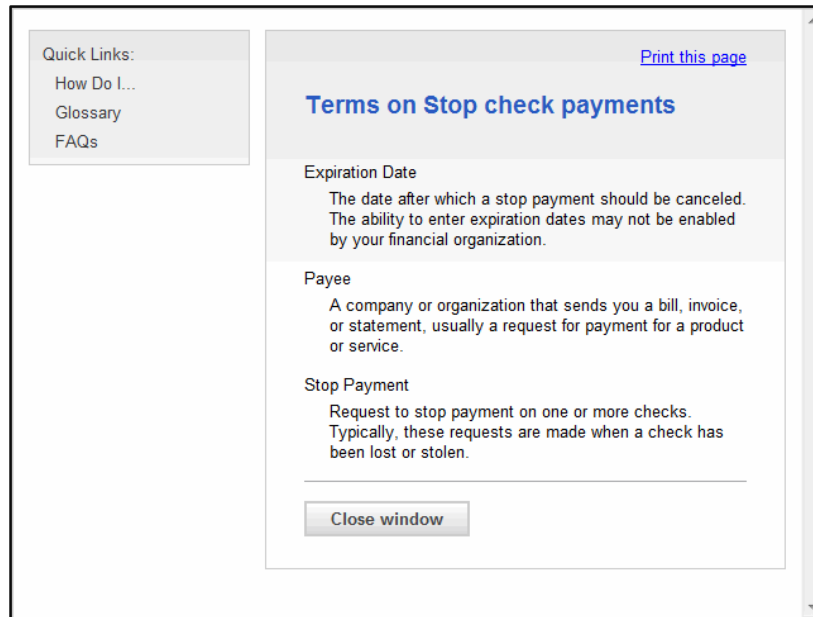 Quick Links:
How Do I...
Glossary
FAQs
Print this page
Terms on Stop check payments
Expiration Date
The date after which a stop payment should be canceled.
The ability to enter expiration dates may not be enabled
by your financial organization.
Payee
A company or organization that sends you a bill, invoice,
or statement, usually a request for payment for a product
or service.
Stop Payment
Request to stop payment on one or more checks.
Typically, these requests are made when a check has
been lost or stolen.
Close window